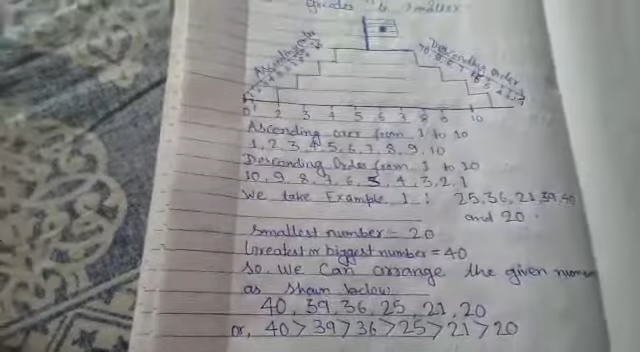 to smaller
Ascending order
Descending order
0 1 2 3 4 5 6 7 8 9 10
Ascending order from 1 to 10
1, 2, 3, 4, 5, 6, 7, 8, 9, 10
Descending Order from 1 to 10
10, 9, 8, 7, 6, 5, 4, 3, 2, 1
We take Example 1 : 25, 36, 21, 39, 40
and 20.
Smallest number = 20
Greatest or biggest number = 40
So we can arrange the given
as shown below
40, 39, 36, 25, 21, 20
or, 40 > 39 > 36 > 25 > 21 > 20